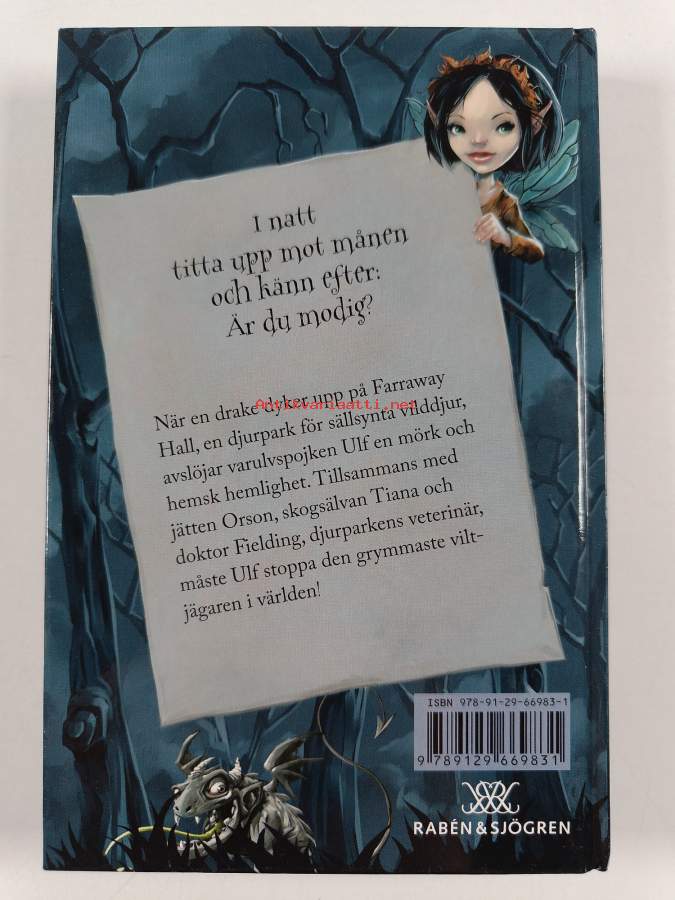 I natt
titta upp mot månen
och känn efter:
Är du modig?
När en drake dyker upp på Farraway
Hall, en djurpark för sällsynta vilddjur,
avslöjar varulvspojken Ulf en mörk och
hemsk hemlighet. Tillsammans med
jätten Orson, skogsälvan Tiana och
doktor Fielding, djurparkens veterinär,
måste Ulf stoppa den grymmaste vilt-
jägaren i världen!
Antikvariaatti.net
ISBN 978-91-29-66983-1
9 789129 669831
RABÉN & SJÖGREN